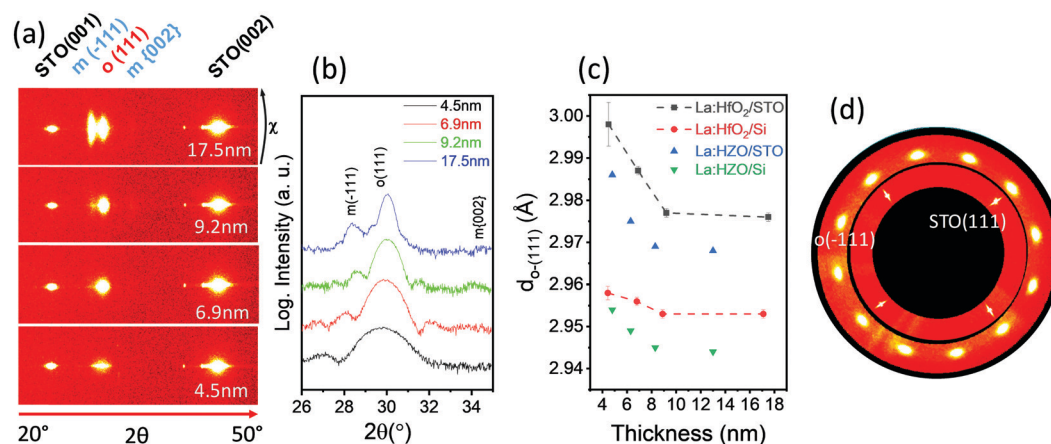 (a)
STO(001)
m (-111)
o (111)
m {002}
STO(002)
χ
17.5nm
9.2nm
6.9nm
4.5nm
20°
2θ
50°
(b)
4.5nm
6.9nm
9.2nm
17.5nm
m(-111)
o(111)
m{002}
Log. Intensity (a. u.)
26 28 30 32 34
2θ(°)
(c)
La:HfO₂/STO
La:HfO₂/Si
La:HZO/STO
La:HZO/Si
3.00
2.99
2.98
2.97
2.96
2.95
2.94
d₀₋₍₁₁₁₎ (Å)
4 6 8 10 12 14 16 18
Thickness (nm)
(d)
o(-111)
STO(111)